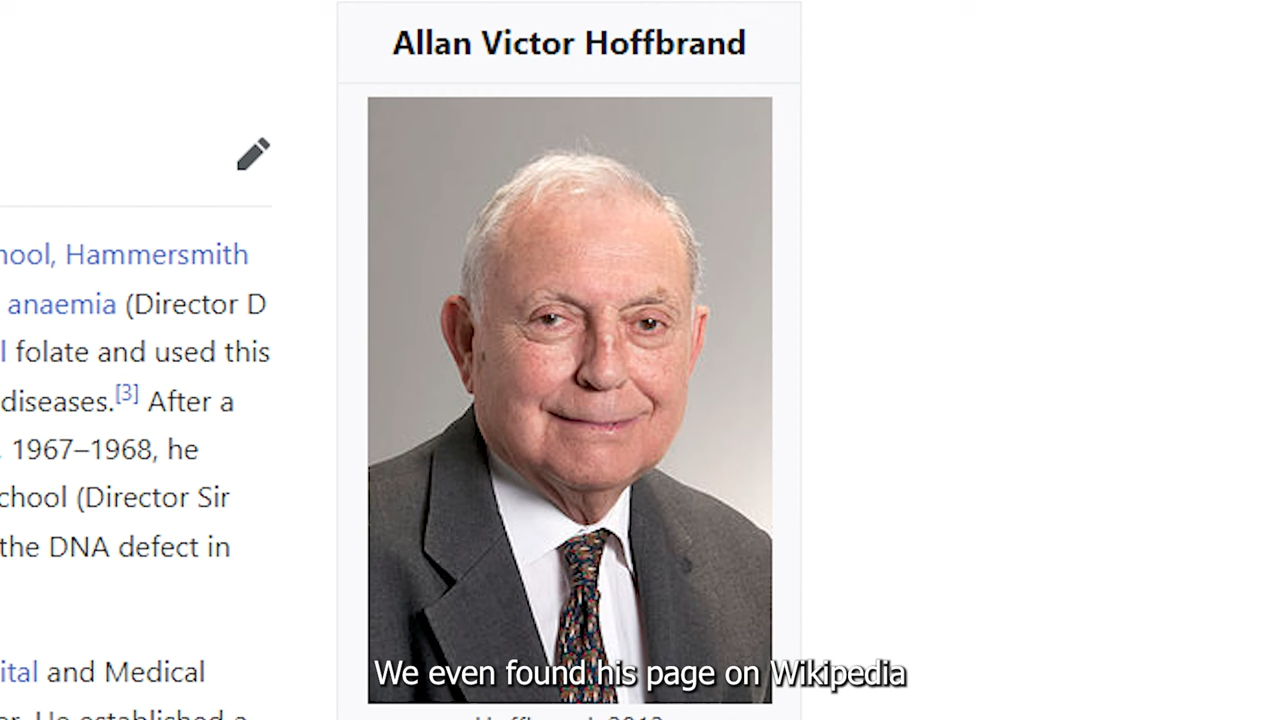 Allan Victor Hoffbrand
hool, Hammersmith
anaemia (Director D
l folate and used this
diseases.[3] After a
1967–1968, he
chool (Director Sir
the DNA defect in
ital and Medical
We even found his page on Wikipedia